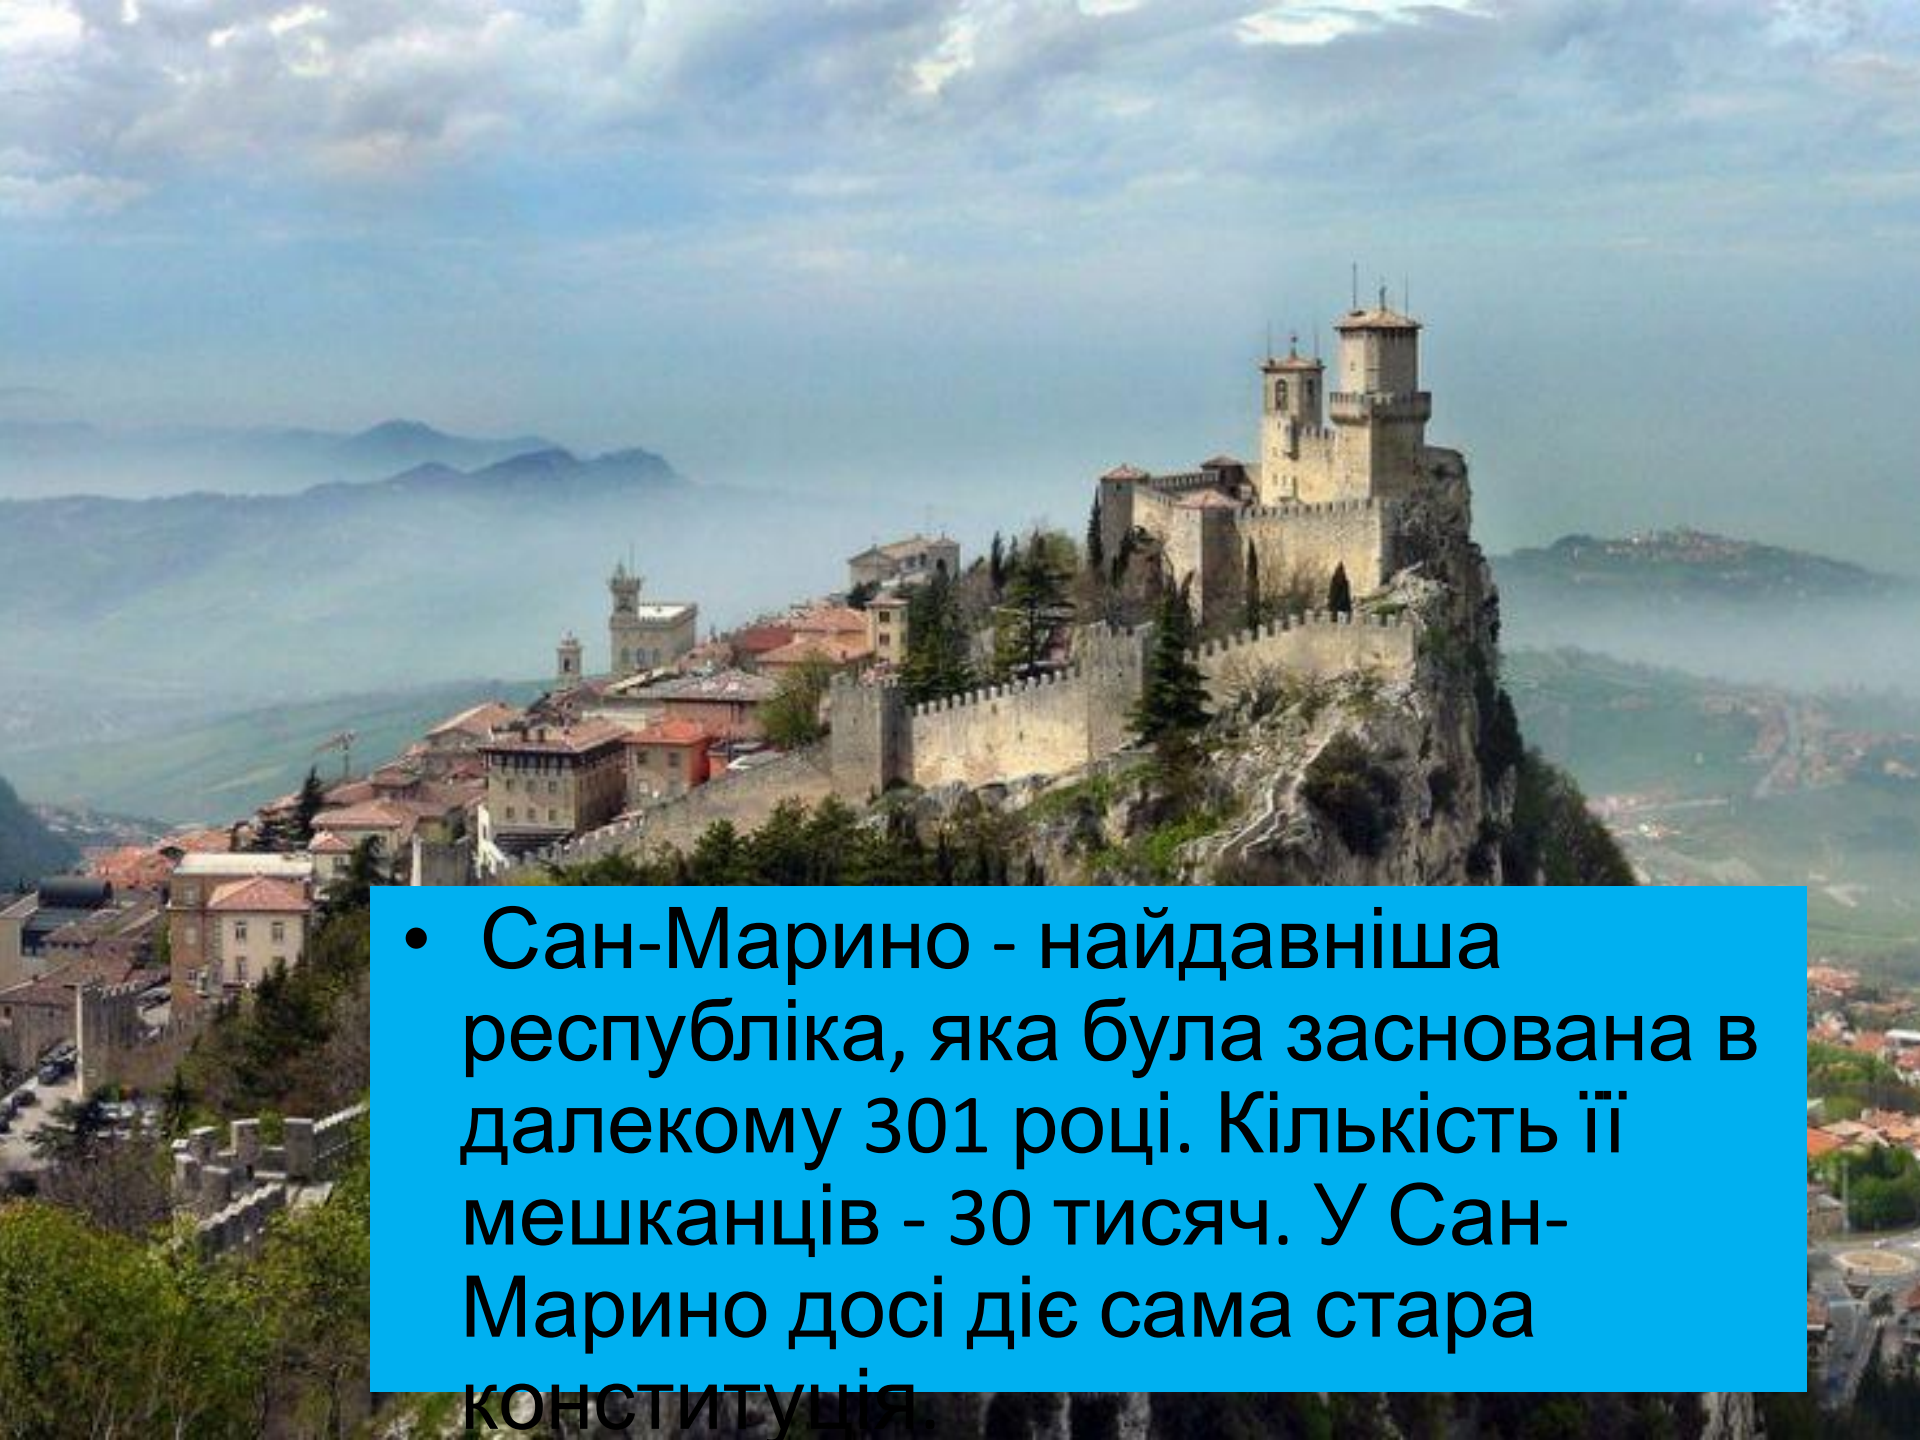 • Сан-Марино - найдавніша
республіка, яка була заснована в
далекому 301 році. Кількість її
мешканців - 30 тисяч. У Сан-
Марино досі діє сама стара
конституція.